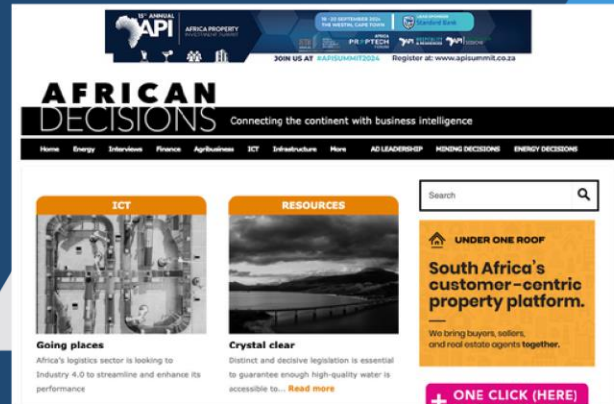 15TH ANNUAL
API
AFRICA PROPERTY
INVESTMENT SUMMIT
18 - 20 SEPTEMBER 2024
THE WESTIN, CAPE TOWN
Standard Bank
AFRICA
PROPTECH
FORUM
JOIN US AT #APISUMMIT2024 Register at: www.apisummit.co.za
AFRICAN
DECISIONS
Connecting the continent with business intelligence
Home Energy Interviews Finance Agribusiness ICT Infrastructure More AD LEADERSHIP MINING DECISIONS ENERGY DECISIONS
ICT
RESOURCES
Going places
Africa's logistics sector is looking to
Industry 4.0 to streamline and enhance its
performance
Crystal clear
Distinct and decisive legislation is essential
to guarantee enough high-quality water is
accessible to... Read more
Search
UNDER ONE ROOF
South Africa's
customer-centric
property platform.
We bring buyers, sellers,
and real estate agents together.
+ ONE CLICK (HERE)